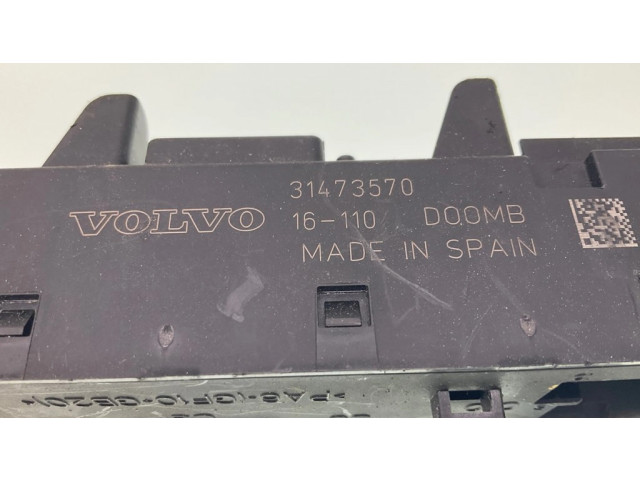 VOLVO
31473570
16-110 D00MB
MADE IN SPAIN